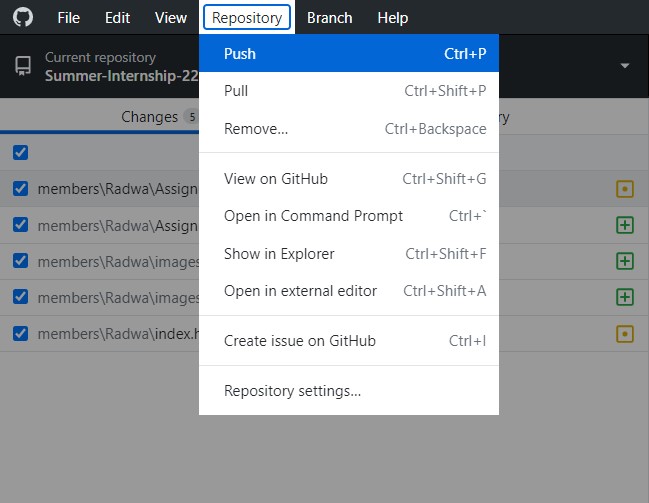 File Edit View Repository Branch Help
Current repository
Summer-Internship-22
Changes 5
Push Ctrl+P
Pull Ctrl+Shift+P
Remove... Ctrl+Backspace
View on GitHub Ctrl+Shift+G
Open in Command Prompt Ctrl+`
Show in Explorer Ctrl+Shift+F
Open in external editor Ctrl+Shift+A
Create issue on GitHub Ctrl+I
Repository settings...
members\Radwa\Assign
members\Radwa\Assign
members\Radwa\images
members\Radwa\images
members\Radwa\index.h